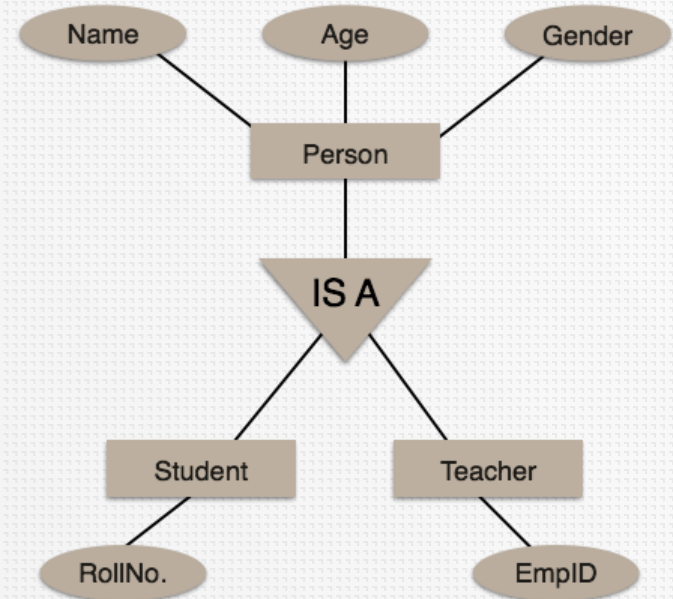 Name
Age
Gender
Person
IS A
Student
Teacher
RollNo.
EmpID